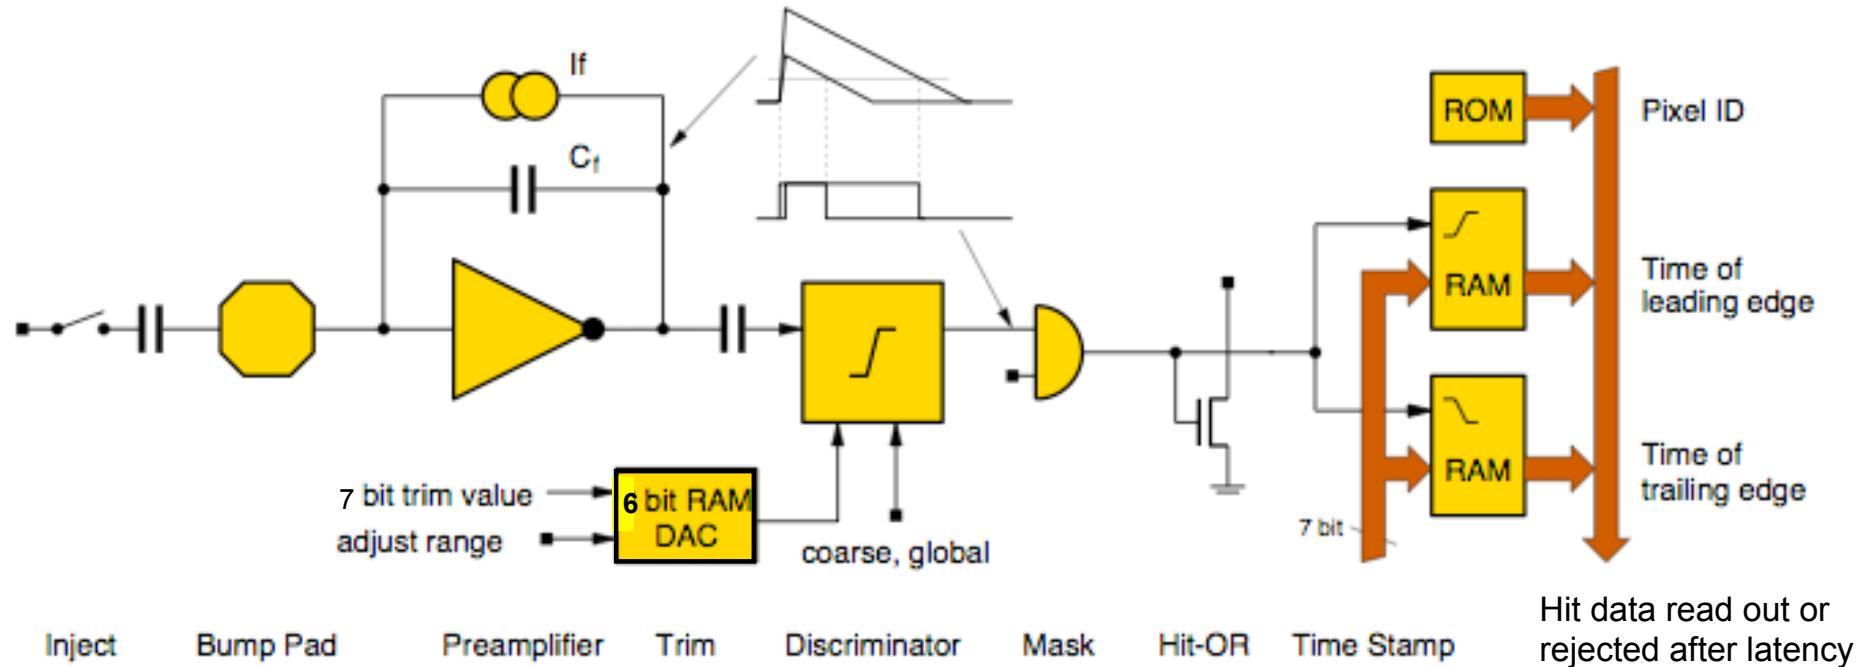 If
Cf
ROM
Pixel ID
RAM
Time of
leading edge
RAM
Time of
trailing edge
7 bit trim value
adjust range
6 bit RAM
DAC
coarse, global
7 bit
Inject
Bump Pad
Preamplifier
Trim
Discriminator
Mask
Hit-OR
Time Stamp
Hit data read out or
rejected after latency